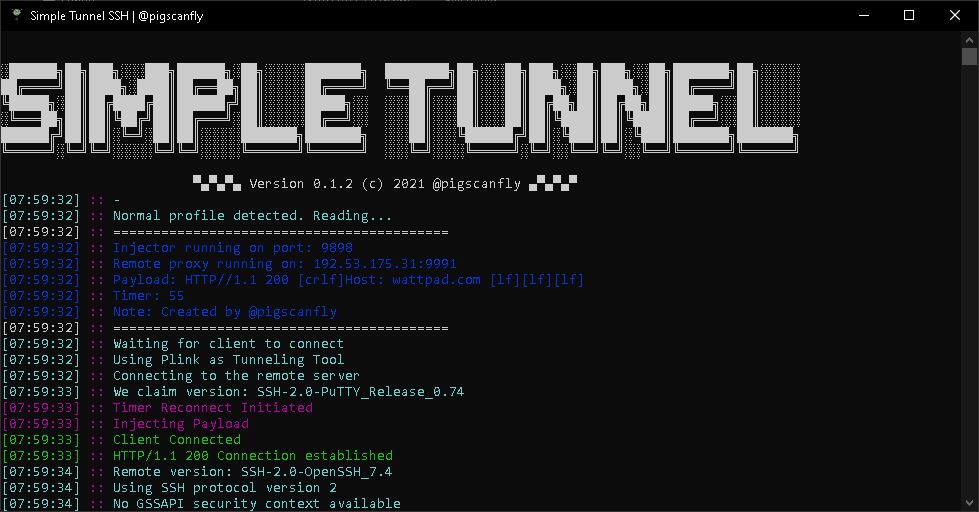 Simple Tunnel SSH | @pigscanfly
SIMPLE TUNNEL
Version 0.1.2 (c) 2021 @pigscanfly
[07:59:32] :: -
[07:59:32] :: Normal profile detected. Reading...
[07:59:32] :: ==========================================
[07:59:32] :: Injector running on port: 9898
[07:59:32] :: Remote proxy running on: 192.53.175.31:9991
[07:59:32] :: Payload: HTTP//1.1 200 [crlf]Host: wattpad.com [lf][lf][lf]
[07:59:32] :: Timer: 55
[07:59:32] :: Note: Created by @pigscanfly
[07:59:32] :: ==========================================
[07:59:32] :: Waiting for client to connect
[07:59:32] :: Using Plink as Tunneling Tool
[07:59:32] :: Connecting to the remote server
[07:59:33] :: We claim version: SSH-2.0-PuTTY_Release_0.74
[07:59:33] :: Timer Reconnect Initiated
[07:59:33] :: Injecting Payload
[07:59:33] :: Client Connected
[07:59:33] :: HTTP/1.1 200 Connection established
[07:59:34] :: Remote version: SSH-2.0-OpenSSH_7.4
[07:59:34] :: Using SSH protocol version 2
[07:59:34] :: No GSSAPI security context available